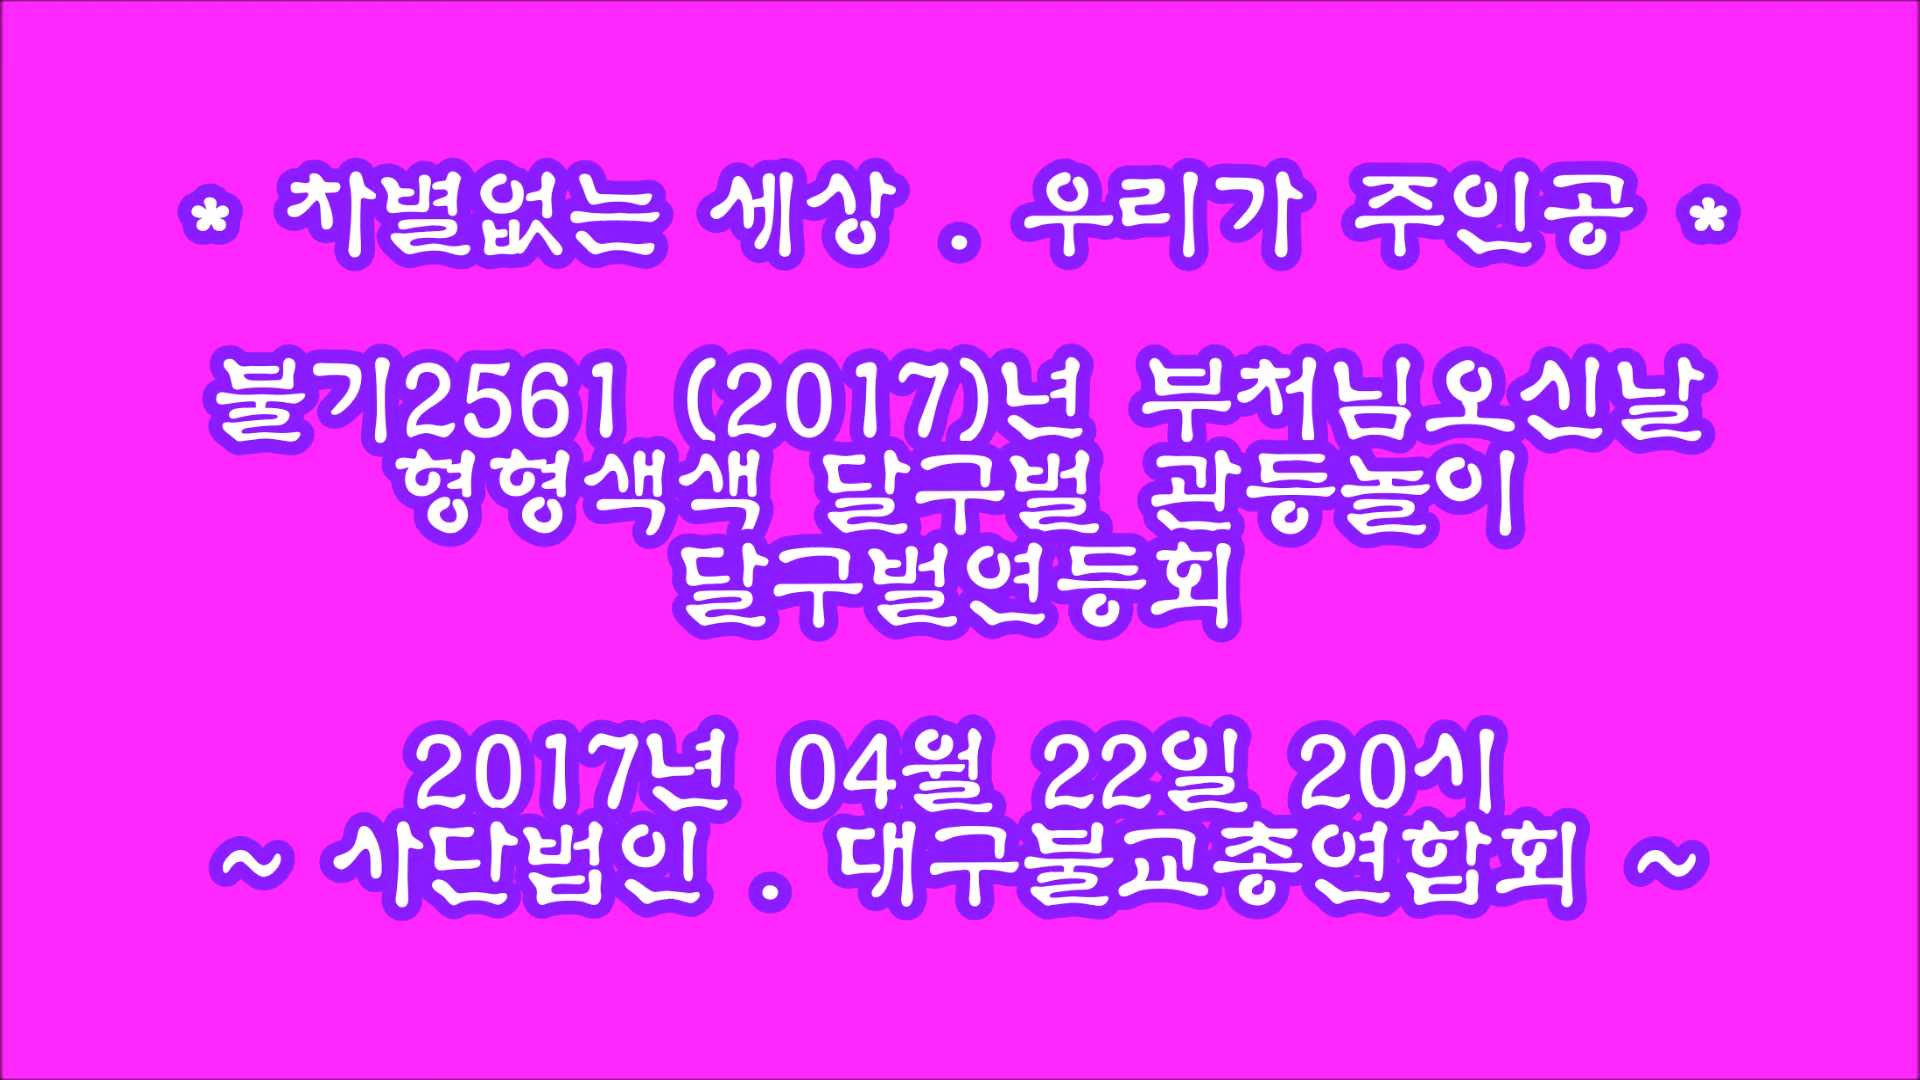 * 차별없는 세상 . 우리가 주인공 *
불기2561 (2017)년 부처님오신날
형형색색 달구벌 관등놀이
달구벌연등회
2017년 04월 22일 20시
~ 사단법인 . 대구불교총연합회 ~